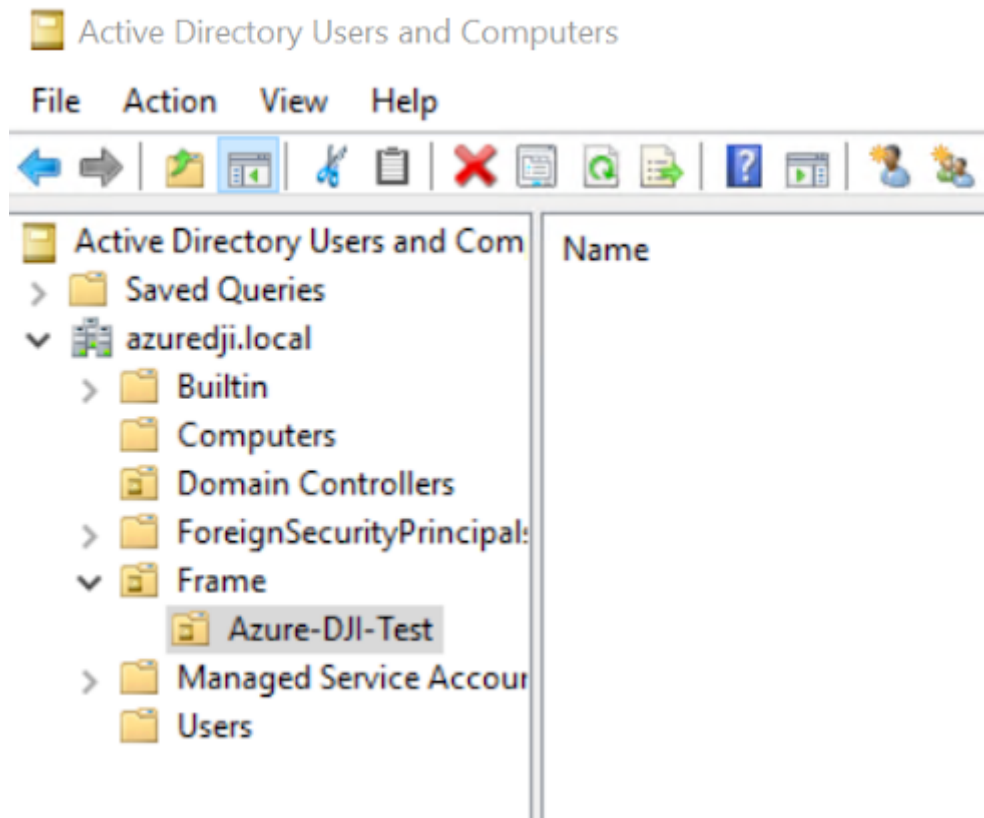 Active Directory Users and Computers
File Action View Help
Active Directory Users and Com
Name
Saved Queries
azuredji.local
Builtin
Computers
Domain Controllers
ForeignSecurityPrincipals
Frame
Azure-DJI-Test
Managed Service Accour
Users